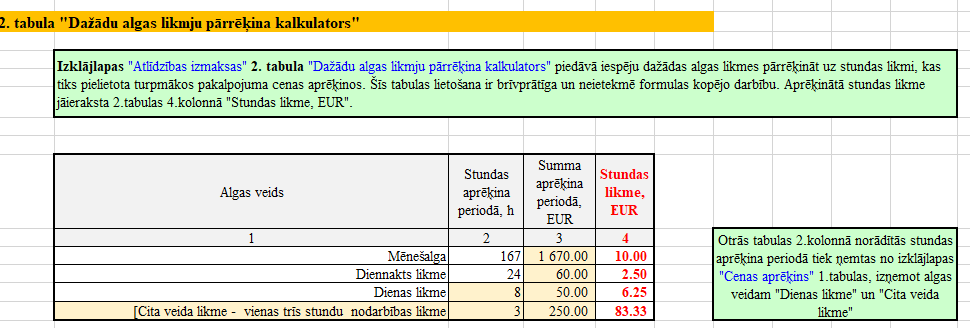 2. tabula "Dažādu algas likmju pārrēķina kalkulators"
Izklājlapas "Atlīdzības izmaksas" 2. tabula "Dažādu algas likmju pārrēķina kalkulators" piedāvā iespēju dažādas algas likmes pārrēķināt uz stundas likmi, kas
tiks pielietota turpmākos pakalpojuma cenas aprēķinos. Šīs tabulas lietošana ir brīvprātīga un neietekmē formulas kopējo darbību. Aprēķinātā stundas likme
jāieraksta 2.tabulas 4.kolonnā "Stundas likme, EUR".
Algas veids
Stundas
aprēķina
periodā, h
Summa
aprēķina
periodā,
EUR
Stundas
likme,
EUR
1 2 3 4
Mēnešalga 167 1 670.00 10.00
Diennakts likme 24 60.00 2.50
Dienas likme 8 50.00 6.25
[Cita veida likme - vienas trīs stundu nodarbības likme 3 250.00 83.33
Otrās tabulas 2.kolonnā norādītās stundas
aprēķina periodā tiek ņemtas no izklājlapas
"Cenas aprēķins" 1.tabulas, izņemot algas
veidam "Dienas likme" un "Cita veida
likme"